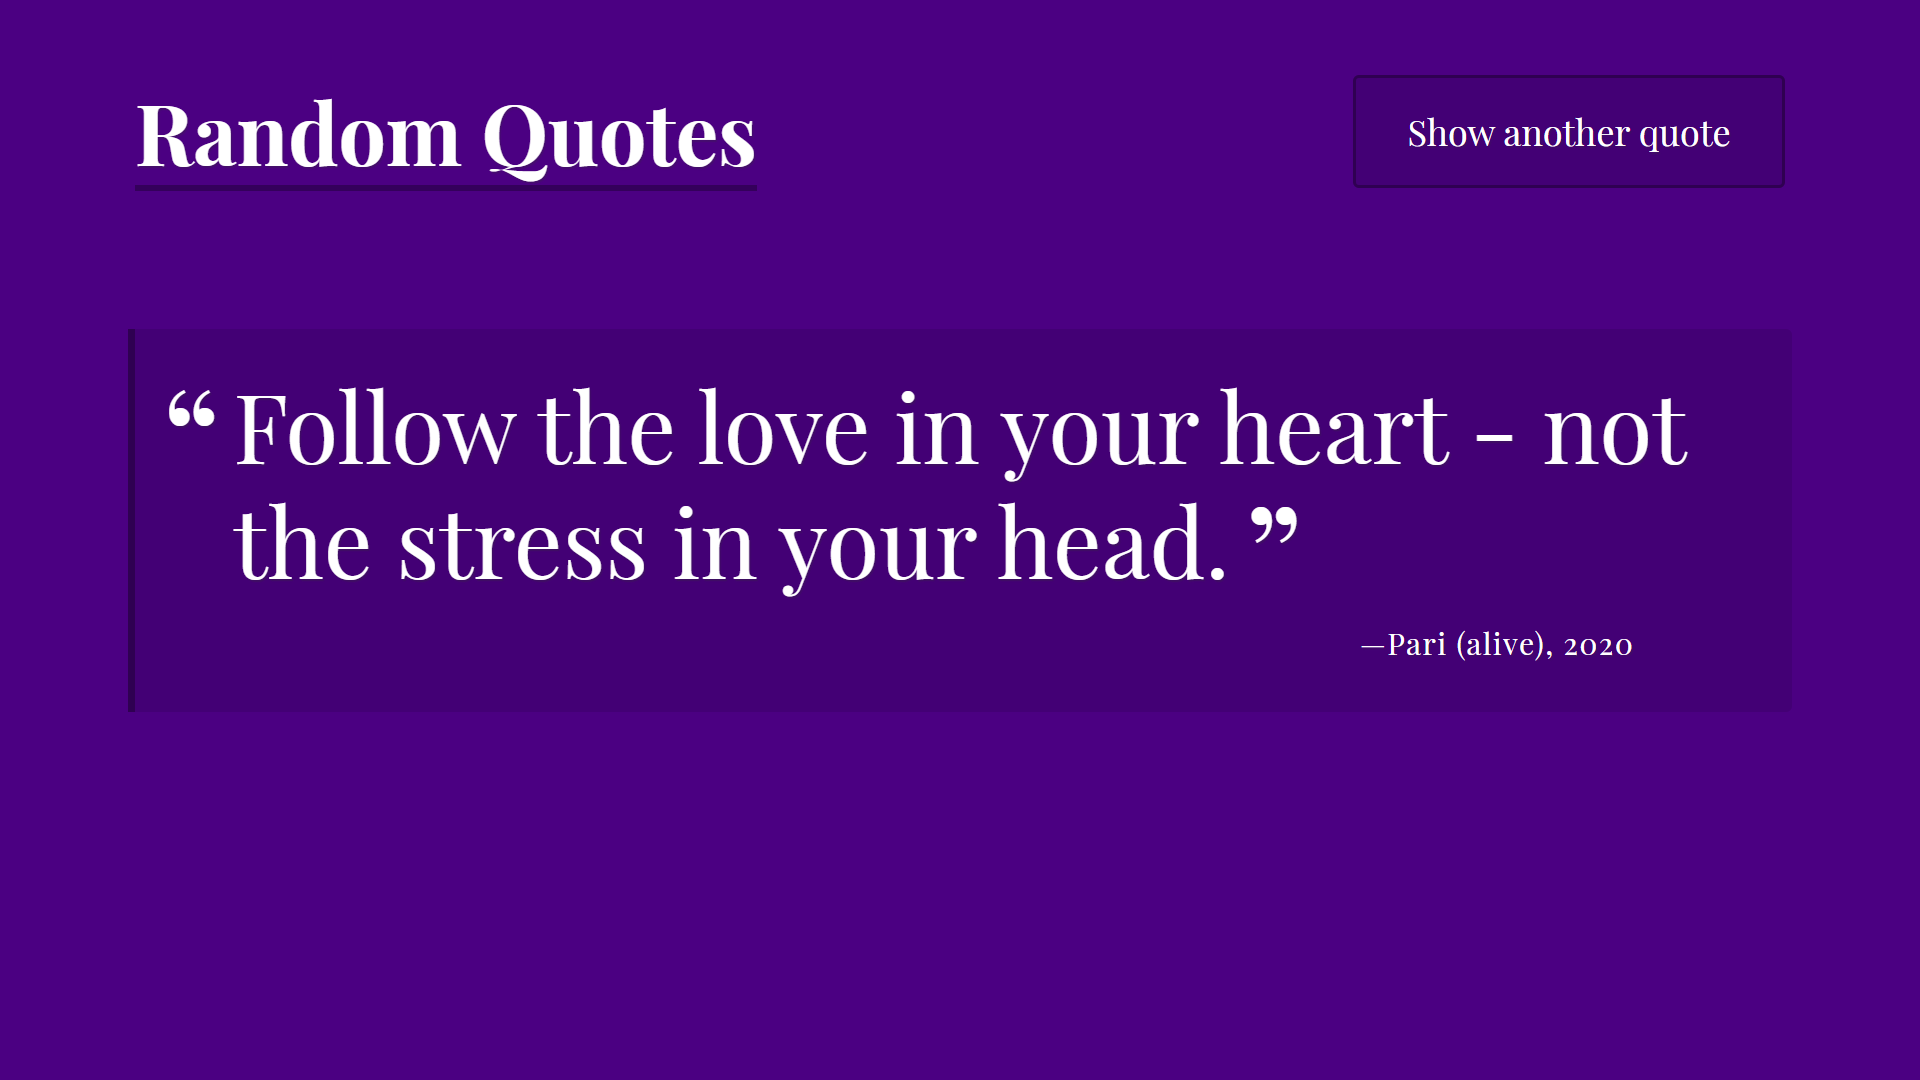 Random Quotes
Show another quote
“ Follow the love in your heart - not
the stress in your head. ”
—Pari (alive), 2020